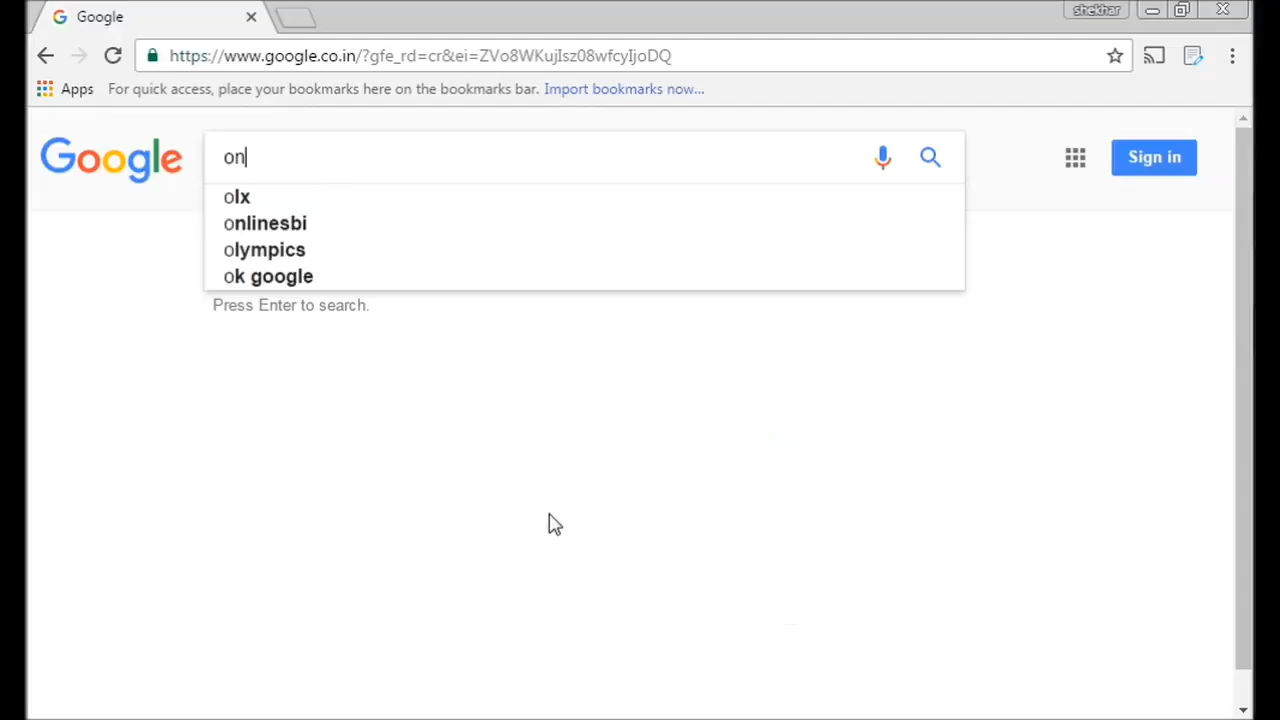 Google
shekhar
https://www.google.co.in/?gfe_rd=cr&ei=ZVo8WKujIsz08wfcyIjoDQ
Apps For quick access, place your bookmarks here on the bookmarks bar. Import bookmarks now...
Google
on
Sign in
olx
onlinesbi
olympics
ok google
Press Enter to search.